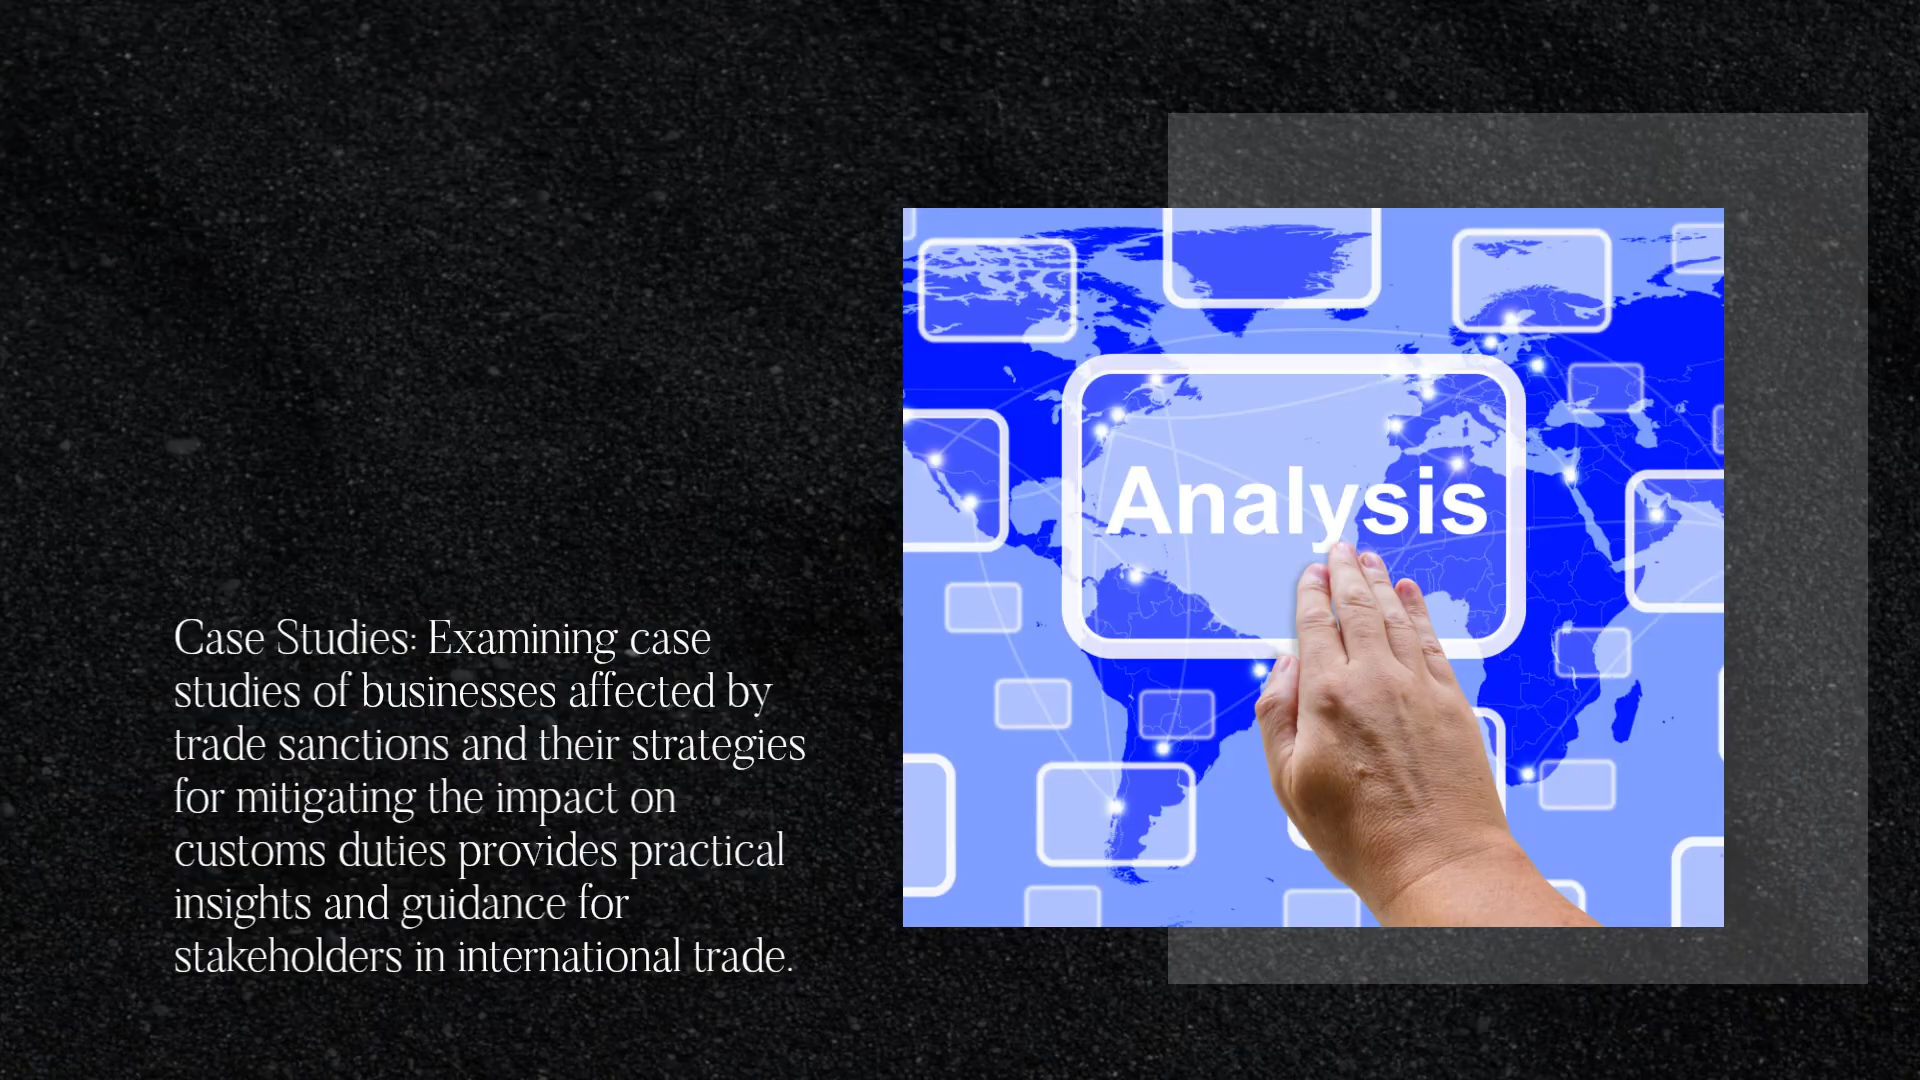 Case Studies: Examining case
studies of businesses affected by
trade sanctions and their strategies
for mitigating the impact on
customs duties provides practical
insights and guidance for
stakeholders in international trade.
Analysis